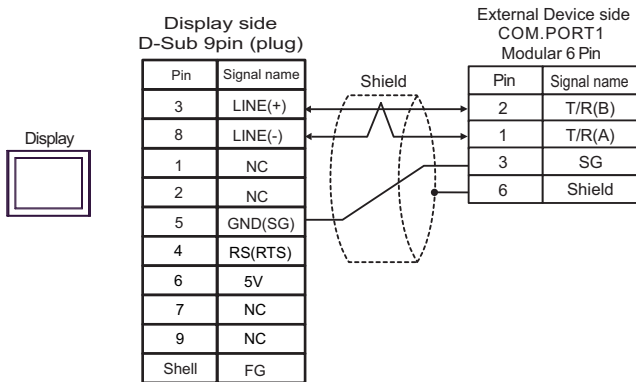 Display side
D-Sub 9pin (plug)
External Device side
COM.PORT1
Modular 6 Pin
Display
Shield
Pin Signal name
3 LINE(+)
8 LINE(-)
1 NC
2 NC
5 GND(SG)
4 RS(RTS)
6 5V
7 NC
9 NC
Shell FG
Pin Signal name
2 T/R(B)
1 T/R(A)
3 SG
6 Shield